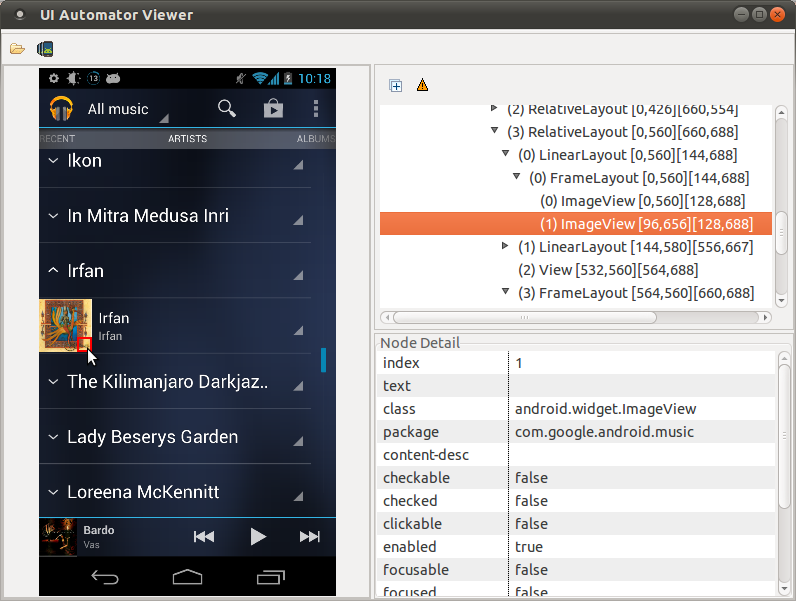 UI Automator Viewer
13
10:18
All music
RECENT ARTISTS ALBUMS
Ikon
In Mitra Medusa Inri
Irfan
Irfan
Irfan
The Kilimanjaro Darkjaz..
Lady Beserys Garden
Loreena McKennitt
Bardo
Vas
(2) RelativeLayout [0,426][660,554]
(3) RelativeLayout [0,560][660,688]
(0) LinearLayout [0,560][144,688]
(0) FrameLayout [0,560][144,688]
(0) ImageView [0,560][128,688]
(1) ImageView [96,656][128,688]
(1) LinearLayout [144,580][556,667]
(2) View [532,560][564,688]
(3) FrameLayout [564,560][660,688]
Node Detail
index 1
text
class android.widget.ImageView
package com.google.android.music
content-desc
checkable false
checked false
clickable false
enabled true
focusable false
focused false